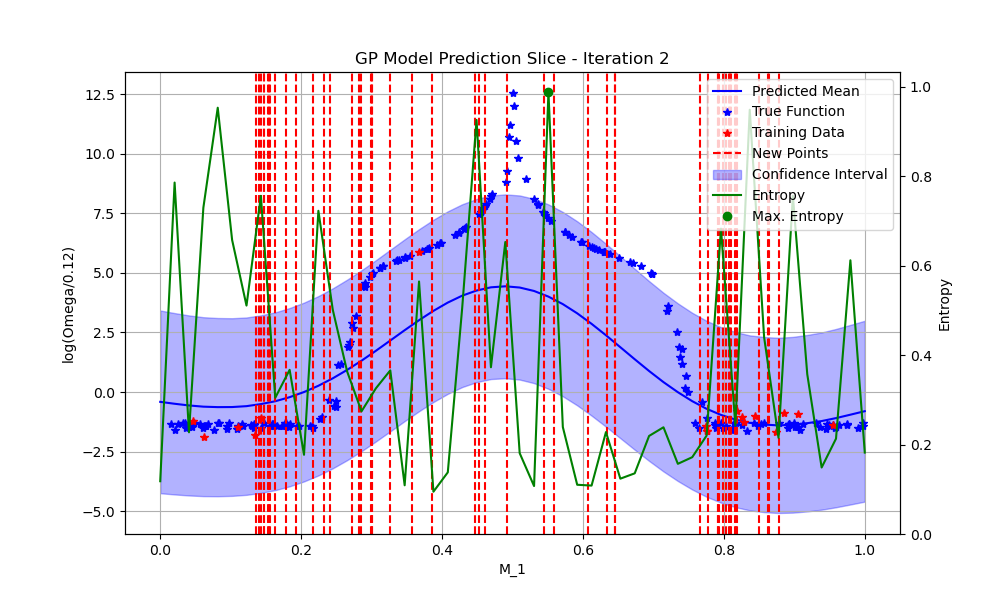 GP Model Prediction Slice - Iteration 2
12.5
10.0
7.5
5.0
2.5
0.0
−2.5
−5.0
log(Omega/0.12)
0.0
0.2
0.4
0.6
0.8
1.0
M_1
1.0
0.8
0.6
0.4
0.2
0.0
Entropy
Predicted Mean
True Function
Training Data
New Points
Confidence Interval
Entropy
Max. Entropy